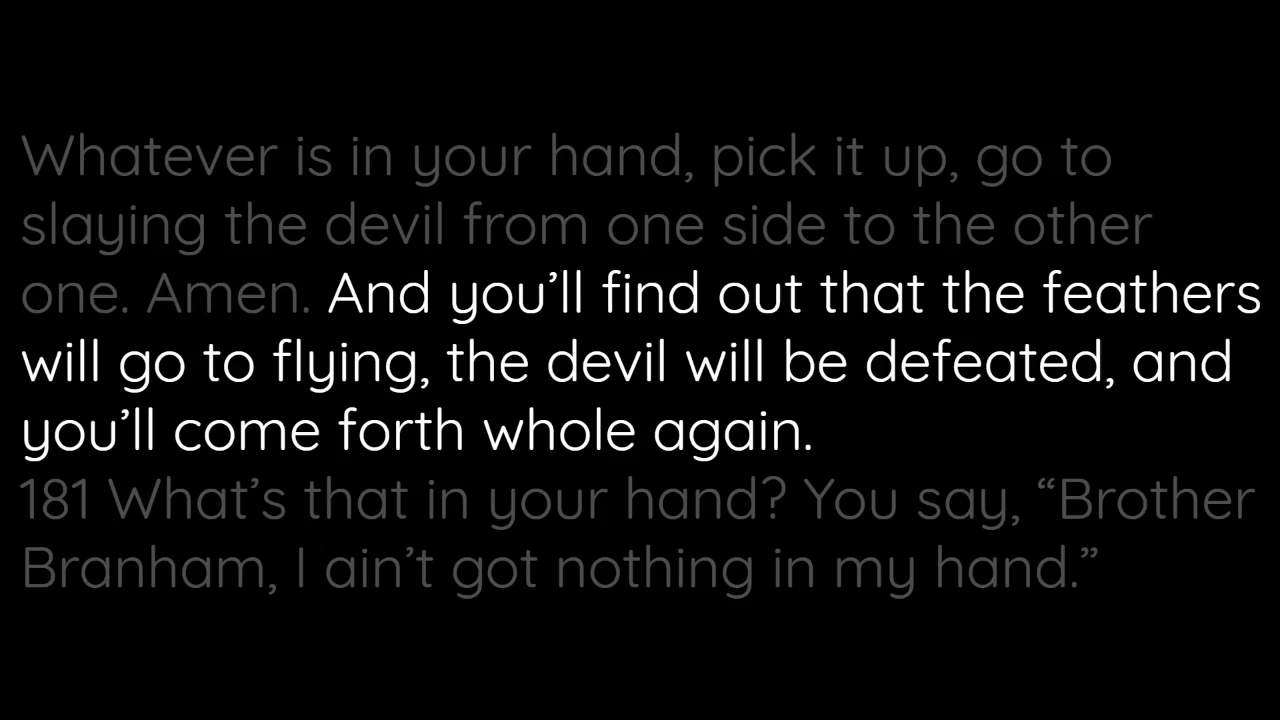 Whatever is in your hand, pick it up, go to
slaying the devil from one side to the other
one. Amen. And you’ll find out that the feathers
will go to flying, the devil will be defeated, and
you’ll come forth whole again.
181 What’s that in your hand? You say, “Brother
Branham, I ain’t got nothing in my hand.”